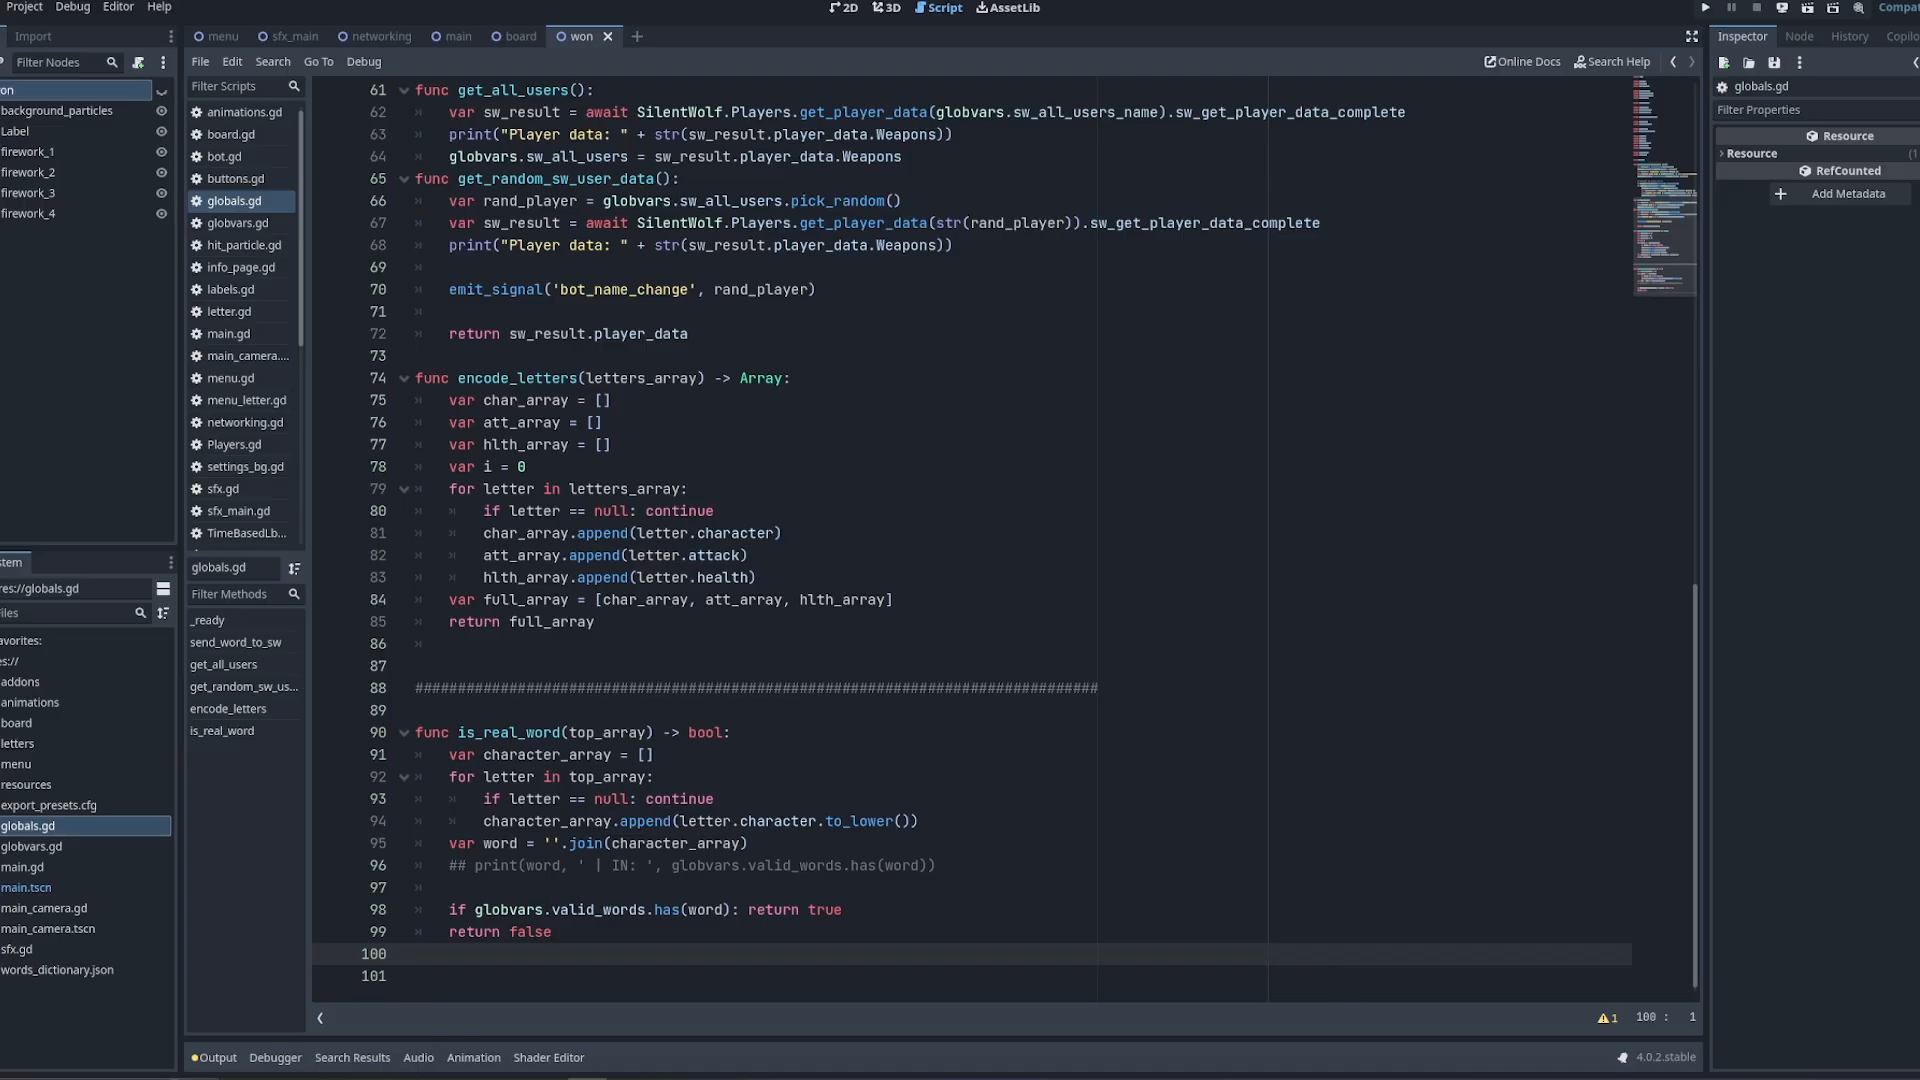 Project Debug Editor Help
2D 3D Script AssetLib
Compat
Import
menu sfx_main networking main board won
Inspector Node History Copilo
Filter Nodes
File Edit Search Go To Debug
Online Docs Search Help
on
background_particles
Label
firework_1
firework_2
firework_3
firework_4
Filter Scripts
animations.gd
board.gd
bot.gd
buttons.gd
globals.gd
globvars.gd
hit_particle.gd
info_page.gd
labels.gd
letter.gd
main.gd
main_camera....
menu.gd
menu_letter.gd
networking.gd
Players.gd
settings_bg.gd
sfx.gd
sfx_main.gd
TimeBasedLb...
globals.gd
Filter Methods
_ready
send_word_to_sw
get_all_users
get_random_sw_us...
encode_letters
is_real_word
stem
res://globals.gd
iles
avorites:
es://
addons
animations
board
letters
menu
resources
export_presets.cfg
globals.gd
globvars.gd
main.gd
main.tscn
main_camera.gd
main_camera.tscn
sfx.gd
words_dictionary.json
61 func get_all_users():
62 var sw_result = await SilentWolf.Players.get_player_data(globvars.sw_all_users_name).sw_get_player_data_complete
63 print("Player data: " + str(sw_result.player_data.Weapons))
64 globvars.sw_all_users = sw_result.player_data.Weapons
65 func get_random_sw_user_data():
66 var rand_player = globvars.sw_all_users.pick_random()
67 var sw_result = await SilentWolf.Players.get_player_data(str(rand_player)).sw_get_player_data_complete
68 print("Player data: " + str(sw_result.player_data.Weapons))
69
70 emit_signal('bot_name_change', rand_player)
71
72 return sw_result.player_data
73
74 func encode_letters(letters_array) -> Array:
75 var char_array = []
76 var att_array = []
77 var hlth_array = []
78 var i = 0
79 for letter in letters_array:
80 if letter == null: continue
81 char_array.append(letter.character)
82 att_array.append(letter.attack)
83 hlth_array.append(letter.health)
84 var full_array = [char_array, att_array, hlth_array]
85 return full_array
86
87
88 ################################################################################
89
90 func is_real_word(top_array) -> bool:
91 var character_array = []
92 for letter in top_array:
93 if letter == null: continue
94 character_array.append(letter.character.to_lower())
95 var word = ''.join(character_array)
96 ## print(word, ' | IN: ', globvars.valid_words.has(word))
97
98 if globvars.valid_words.has(word): return true
99 return false
100
101
1 100 : 1
Output Debugger Search Results Audio Animation Shader Editor
4.0.2.stable
globals.gd
Filter Properties
Resource
Resource (1
RefCounted
Add Metadata